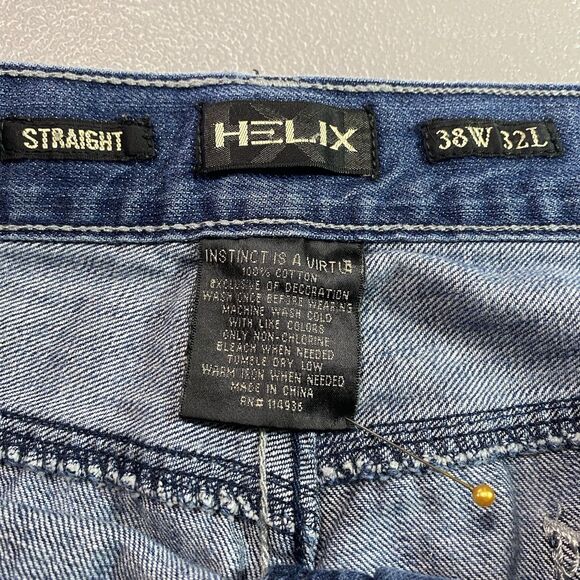 STRAIGHT
HELIX
38W 32L
INSTINCT IS A VIRTUE
100% COTTON
EXCLUSIVE OF DECORATION
WASH ONCE BEFORE WEARING
MACHINE WASH COLD
WITH LIKE COLORS
ONLY NON-CHLORINE
BLEACH WHEN NEEDED
TUMBLE DRY LOW
WARM IRON WHEN NEEDED
MADE IN CHINA
RN# 114935